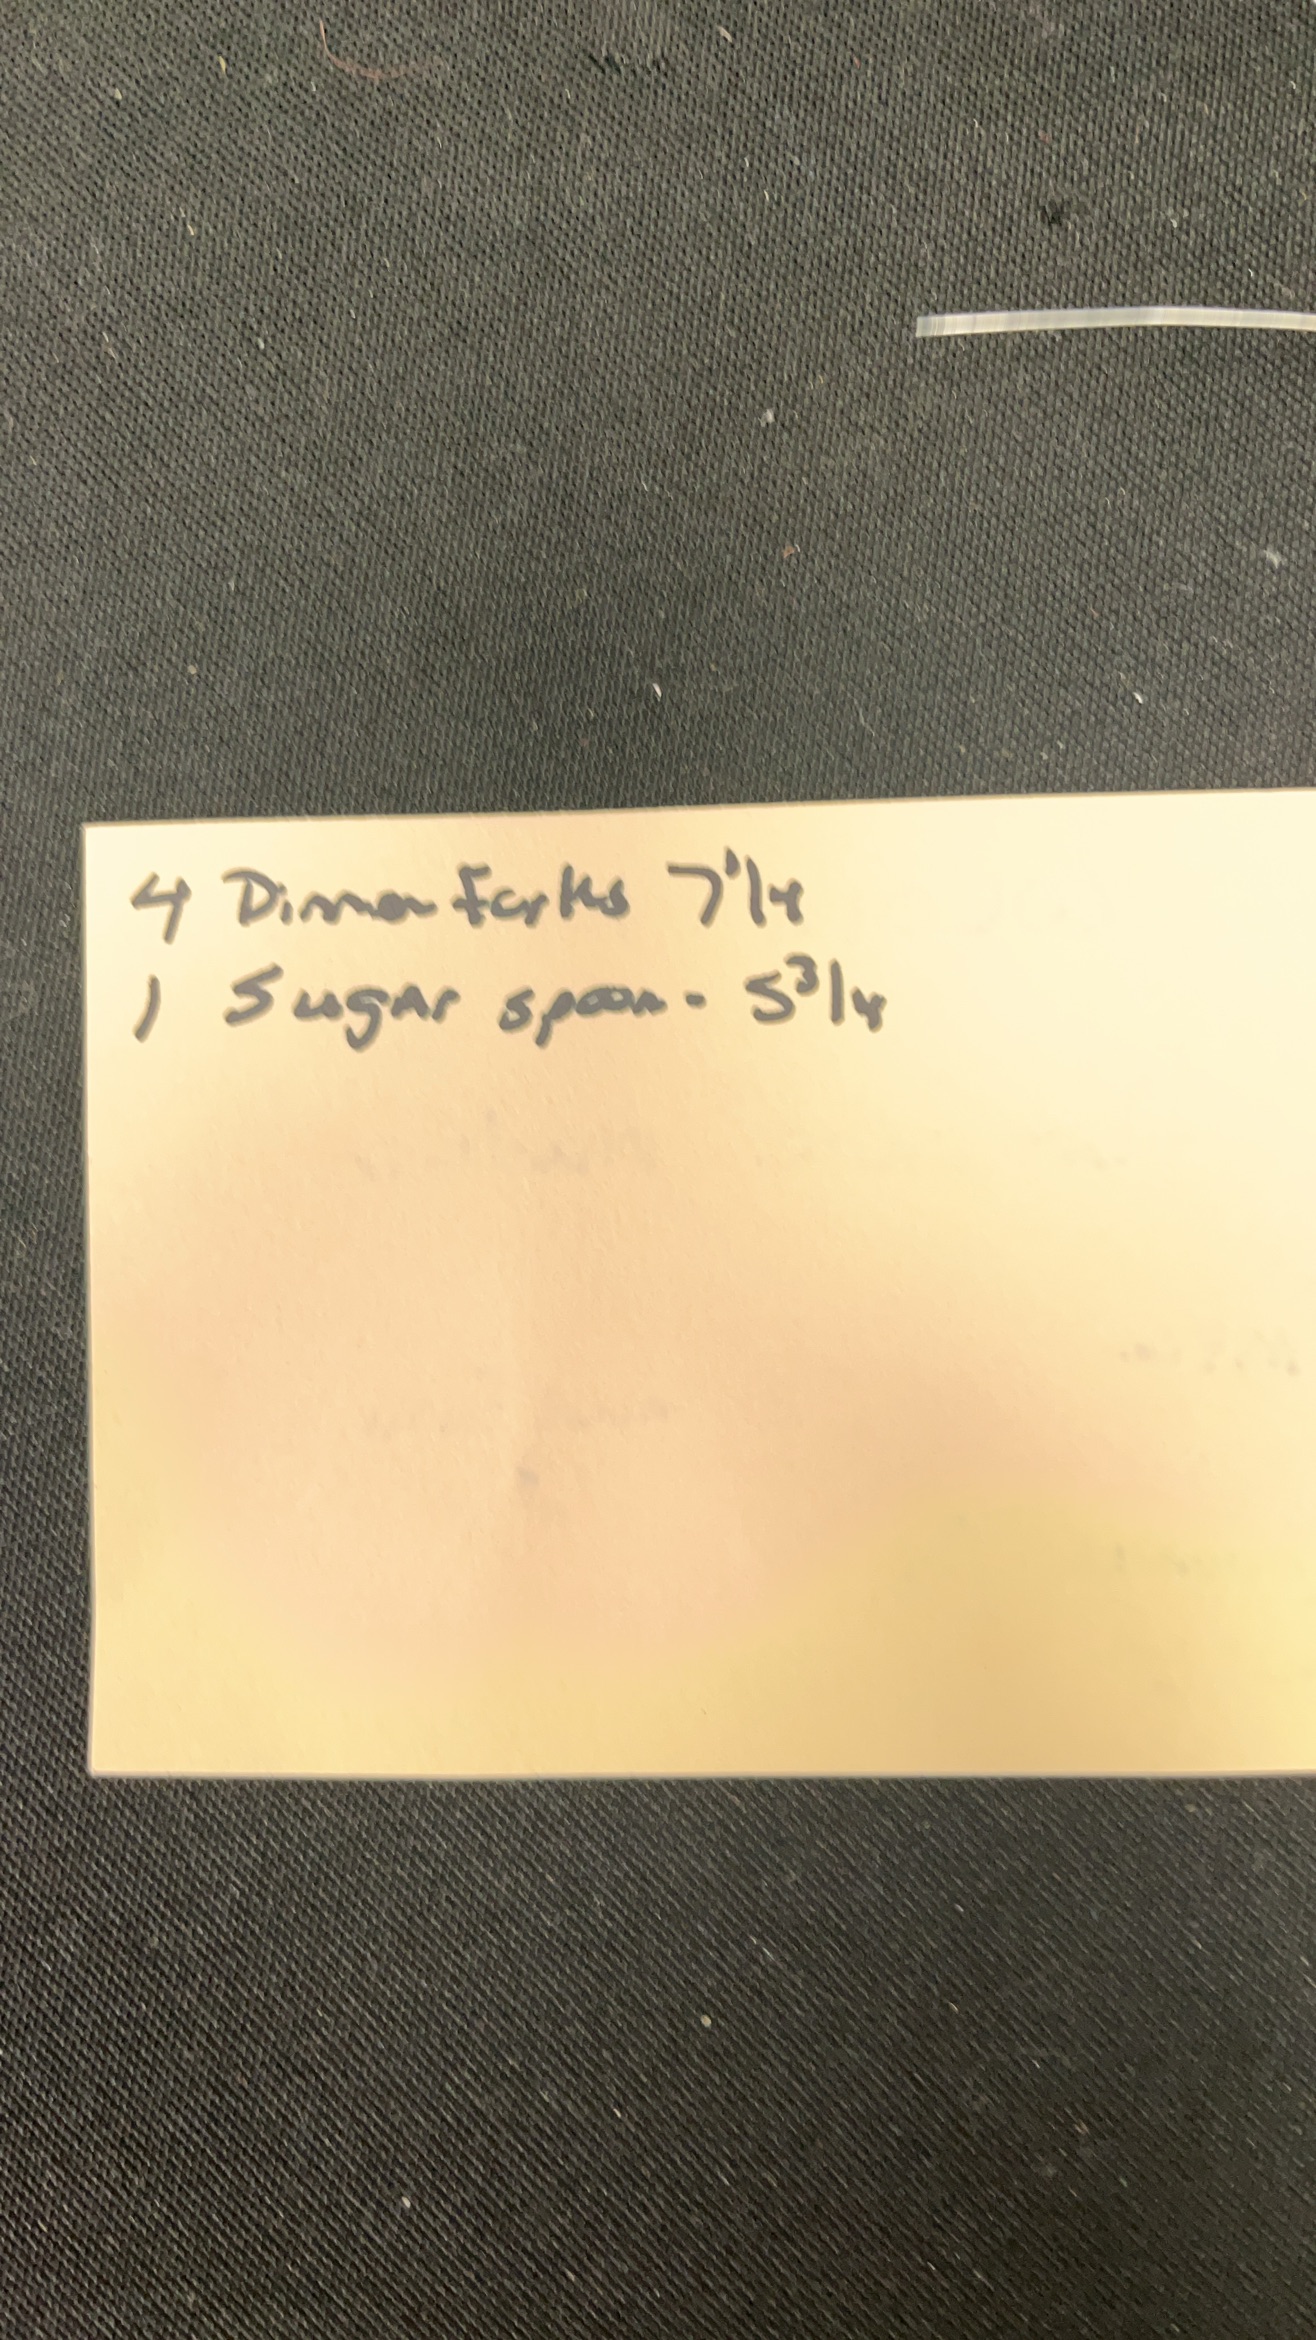 4 Dinner Forks 7 1/4
1 Sugar spoon - 5 3/4